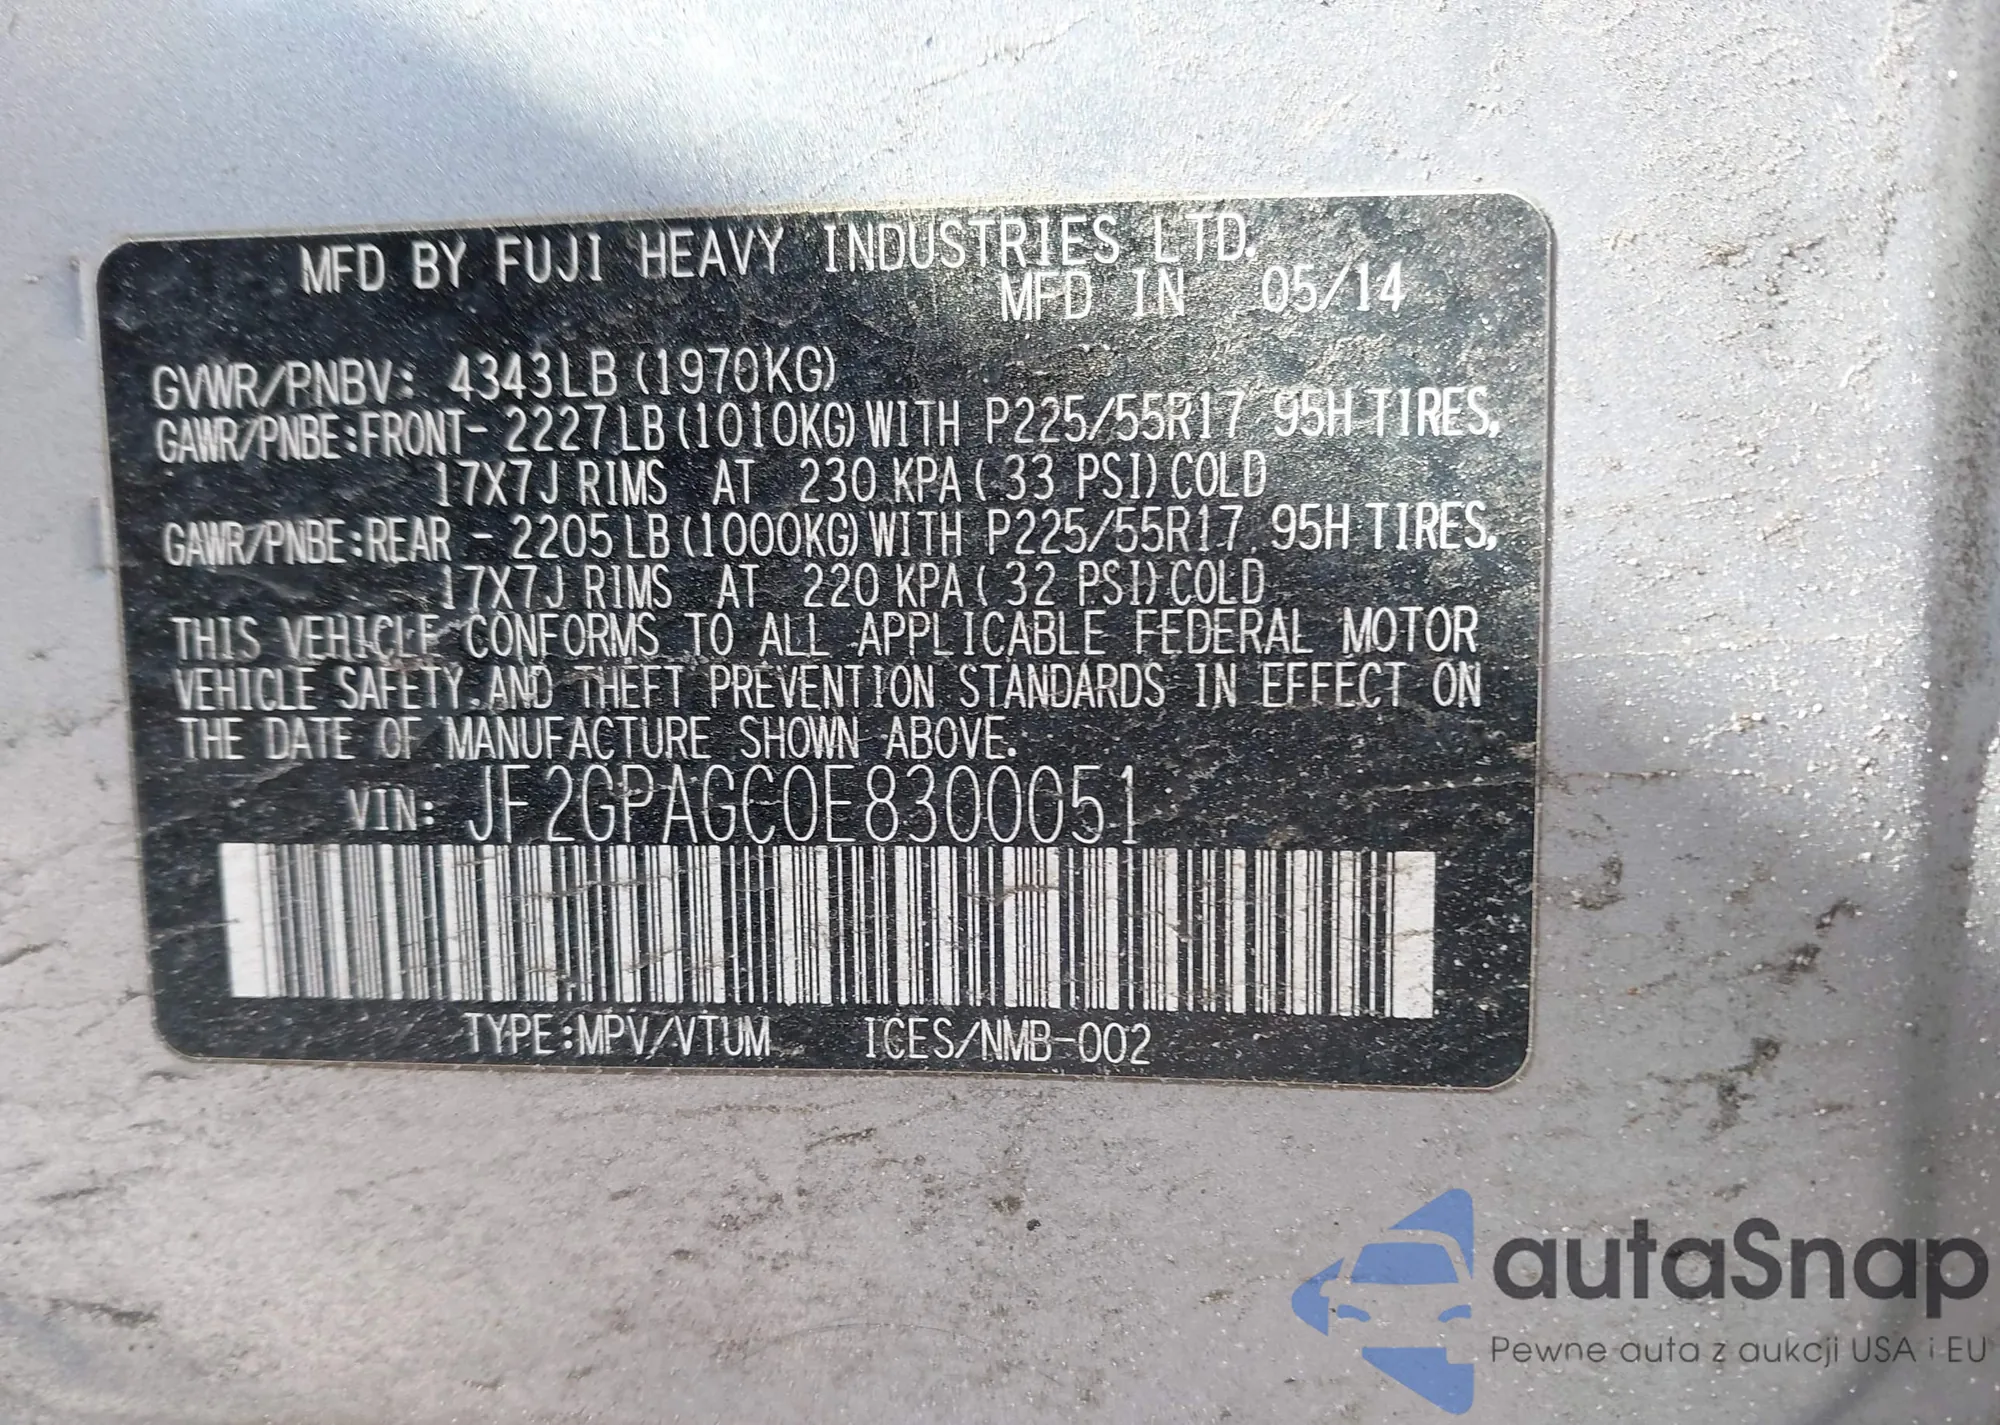 MFD BY FUJI HEAVY INDUSTRIES LTD.
MFD IN 05/14
GVWR/PNBV: 4343LB (1970KG)
GAWR/PNBE:FRONT- 2227LB (1010KG) WITH P225/55R17 95H TIRES,
17X7J RIMS AT 230 KPA ( 33 PSI) COLD
GAWR/PNBE:REAR - 2205LB (1000KG) WITH P225/55R17 95H TIRES,
17X7J RIMS AT 220 KPA ( 32 PSI) COLD
THIS VEHICLE CONFORMS TO ALL APPLICABLE FEDERAL MOTOR
VEHICLE SAFETY AND THEFT PREVENTION STANDARDS IN EFFECT ON
THE DATE OF MANUFACTURE SHOWN ABOVE.
VIN: JF2GPAGC0E8300051
TYPE:MPV/VTUM ICES/NMB-002
autaSnap
Pewne auta z aukcji USA i EU